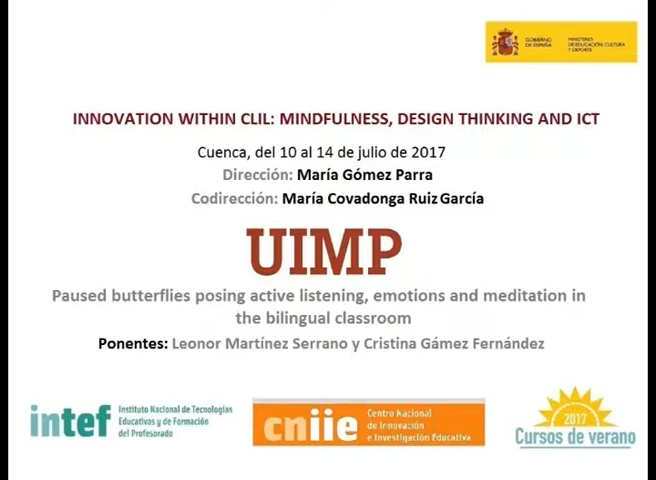 GOBIERNO
DE ESPAÑA
MINISTERIO
DE EDUCACIÓN, CULTURA
Y DEPORTE
INNOVATION WITHIN CLIL: MINDFULNESS, DESIGN THINKING AND ICT
Cuenca, del 10 al 14 de julio de 2017
Dirección: María Gómez Parra
Codirección: María Covadonga Ruiz García
UIMP
Paused butterflies posing active listening, emotions and meditation in
the bilingual classroom
Ponentes: Leonor Martínez Serrano y Cristina Gámez Fernández
intef
Instituto Nacional de Tecnologías
Educativas y de Formación
del Profesorado
cniie
Centro Nacional
de Innovación
e Investigación Educativa
2017
Cursos de verano